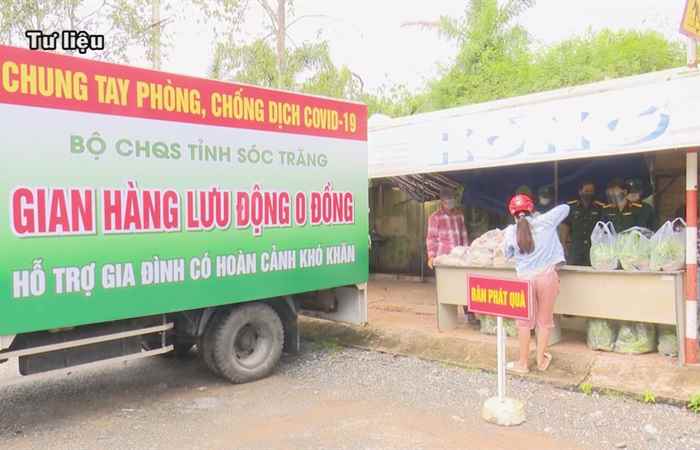 Tư liệu
CHUNG TAY PHÒNG, CHỐNG DỊCH COVID-19
BỘ CHQS TỈNH SÓC TRĂNG
GIAN HÀNG LƯU ĐỘNG 0 ĐỒNG
HỖ TRỢ GIA ĐÌNH CÓ HOÀN CẢNH KHÓ KHĂN
BÀN PHÁT QUÀ